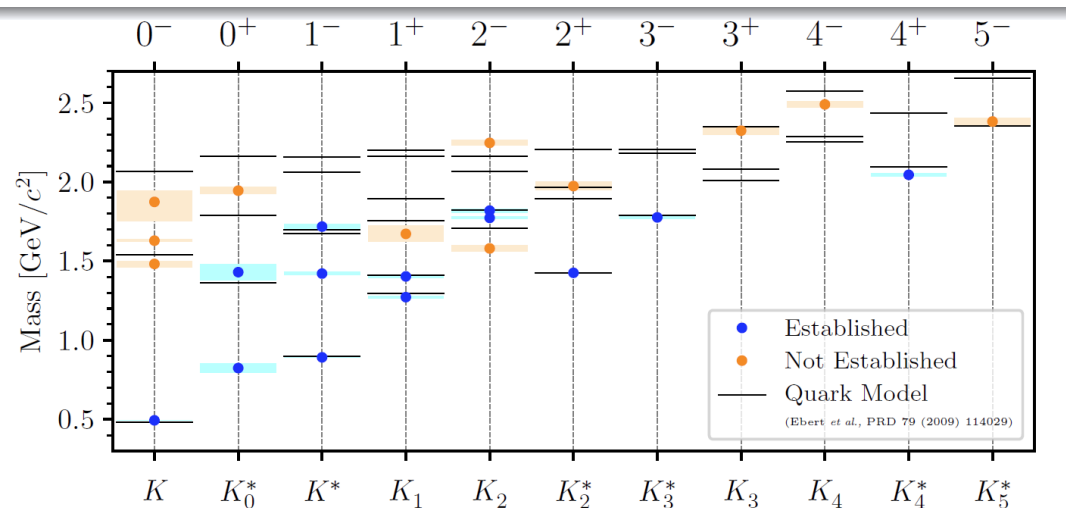 0⁻ 0⁺ 1⁻ 1⁺ 2⁻ 2⁺ 3⁻ 3⁺ 4⁻ 4⁺ 5⁻
Mass [GeV/c²]
2.5
2.0
1.5
1.0
0.5
Established
Not Established
Quark Model
(Ebert et al., PRD 79 (2009) 114029)
K K₀* K* K₁ K₂ K₂* K₃* K₃ K₄ K₄* K₅*